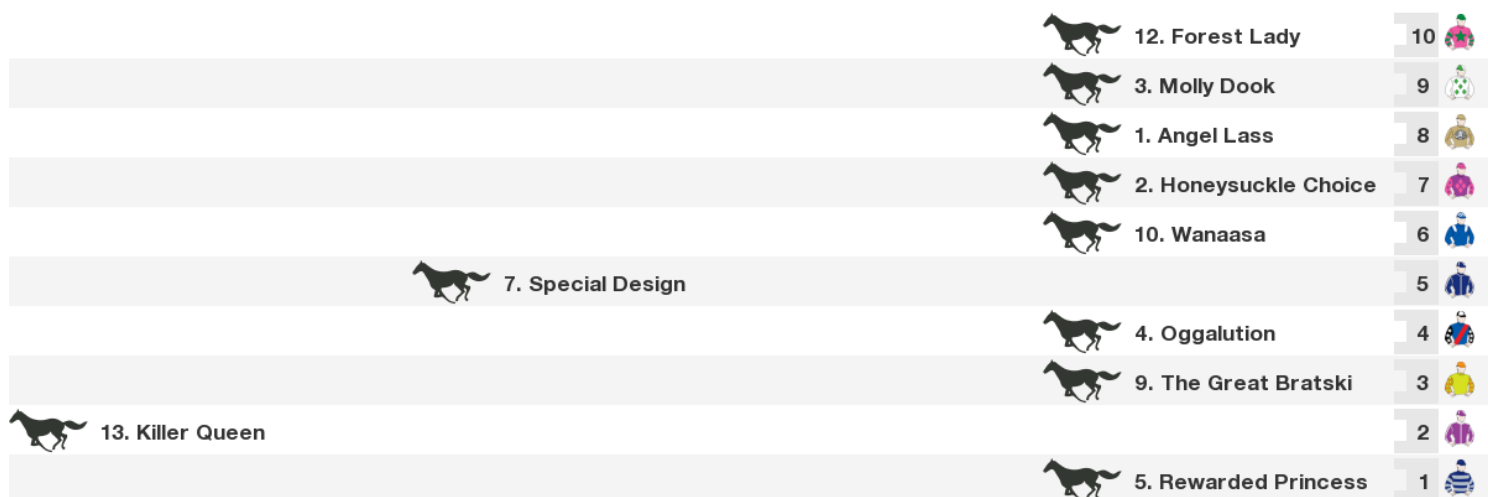 12. Forest Lady 10
3. Molly Dook 9
1. Angel Lass 8
2. Honeysuckle Choice 7
10. Wanaasa 6
7. Special Design 5
4. Oggalution 4
9. The Great Bratski 3
13. Killer Queen 2
5. Rewarded Princess 1